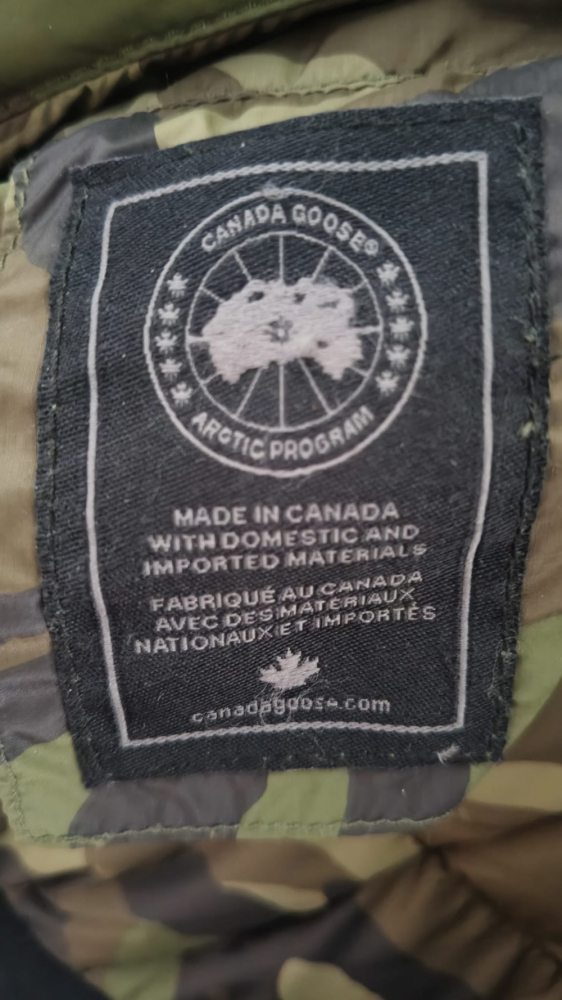 CANADA GOOSE®
ARCTIC PROGRAM
MADE IN CANADA
WITH DOMESTIC AND
IMPORTED MATERIALS
FABRIQUÉ AU CANADA
AVEC DES MATÉRIAUX
NATIONAUX ET IMPORTÉS
canadagoose.com